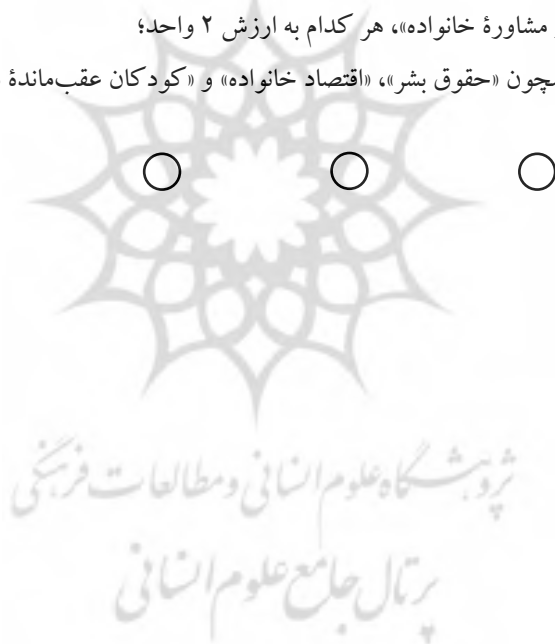 مشاورهٔ خانواده»، هر کدام به ارزش ۲ واحد؛
چون «حقوق بشر»، «اقتصاد خانواده» و «کودکان عقب‌ماندهٔ
پژوهشگاه علوم انسانی و مطالعات فرهنگی
پرتال جامع علوم انسانی